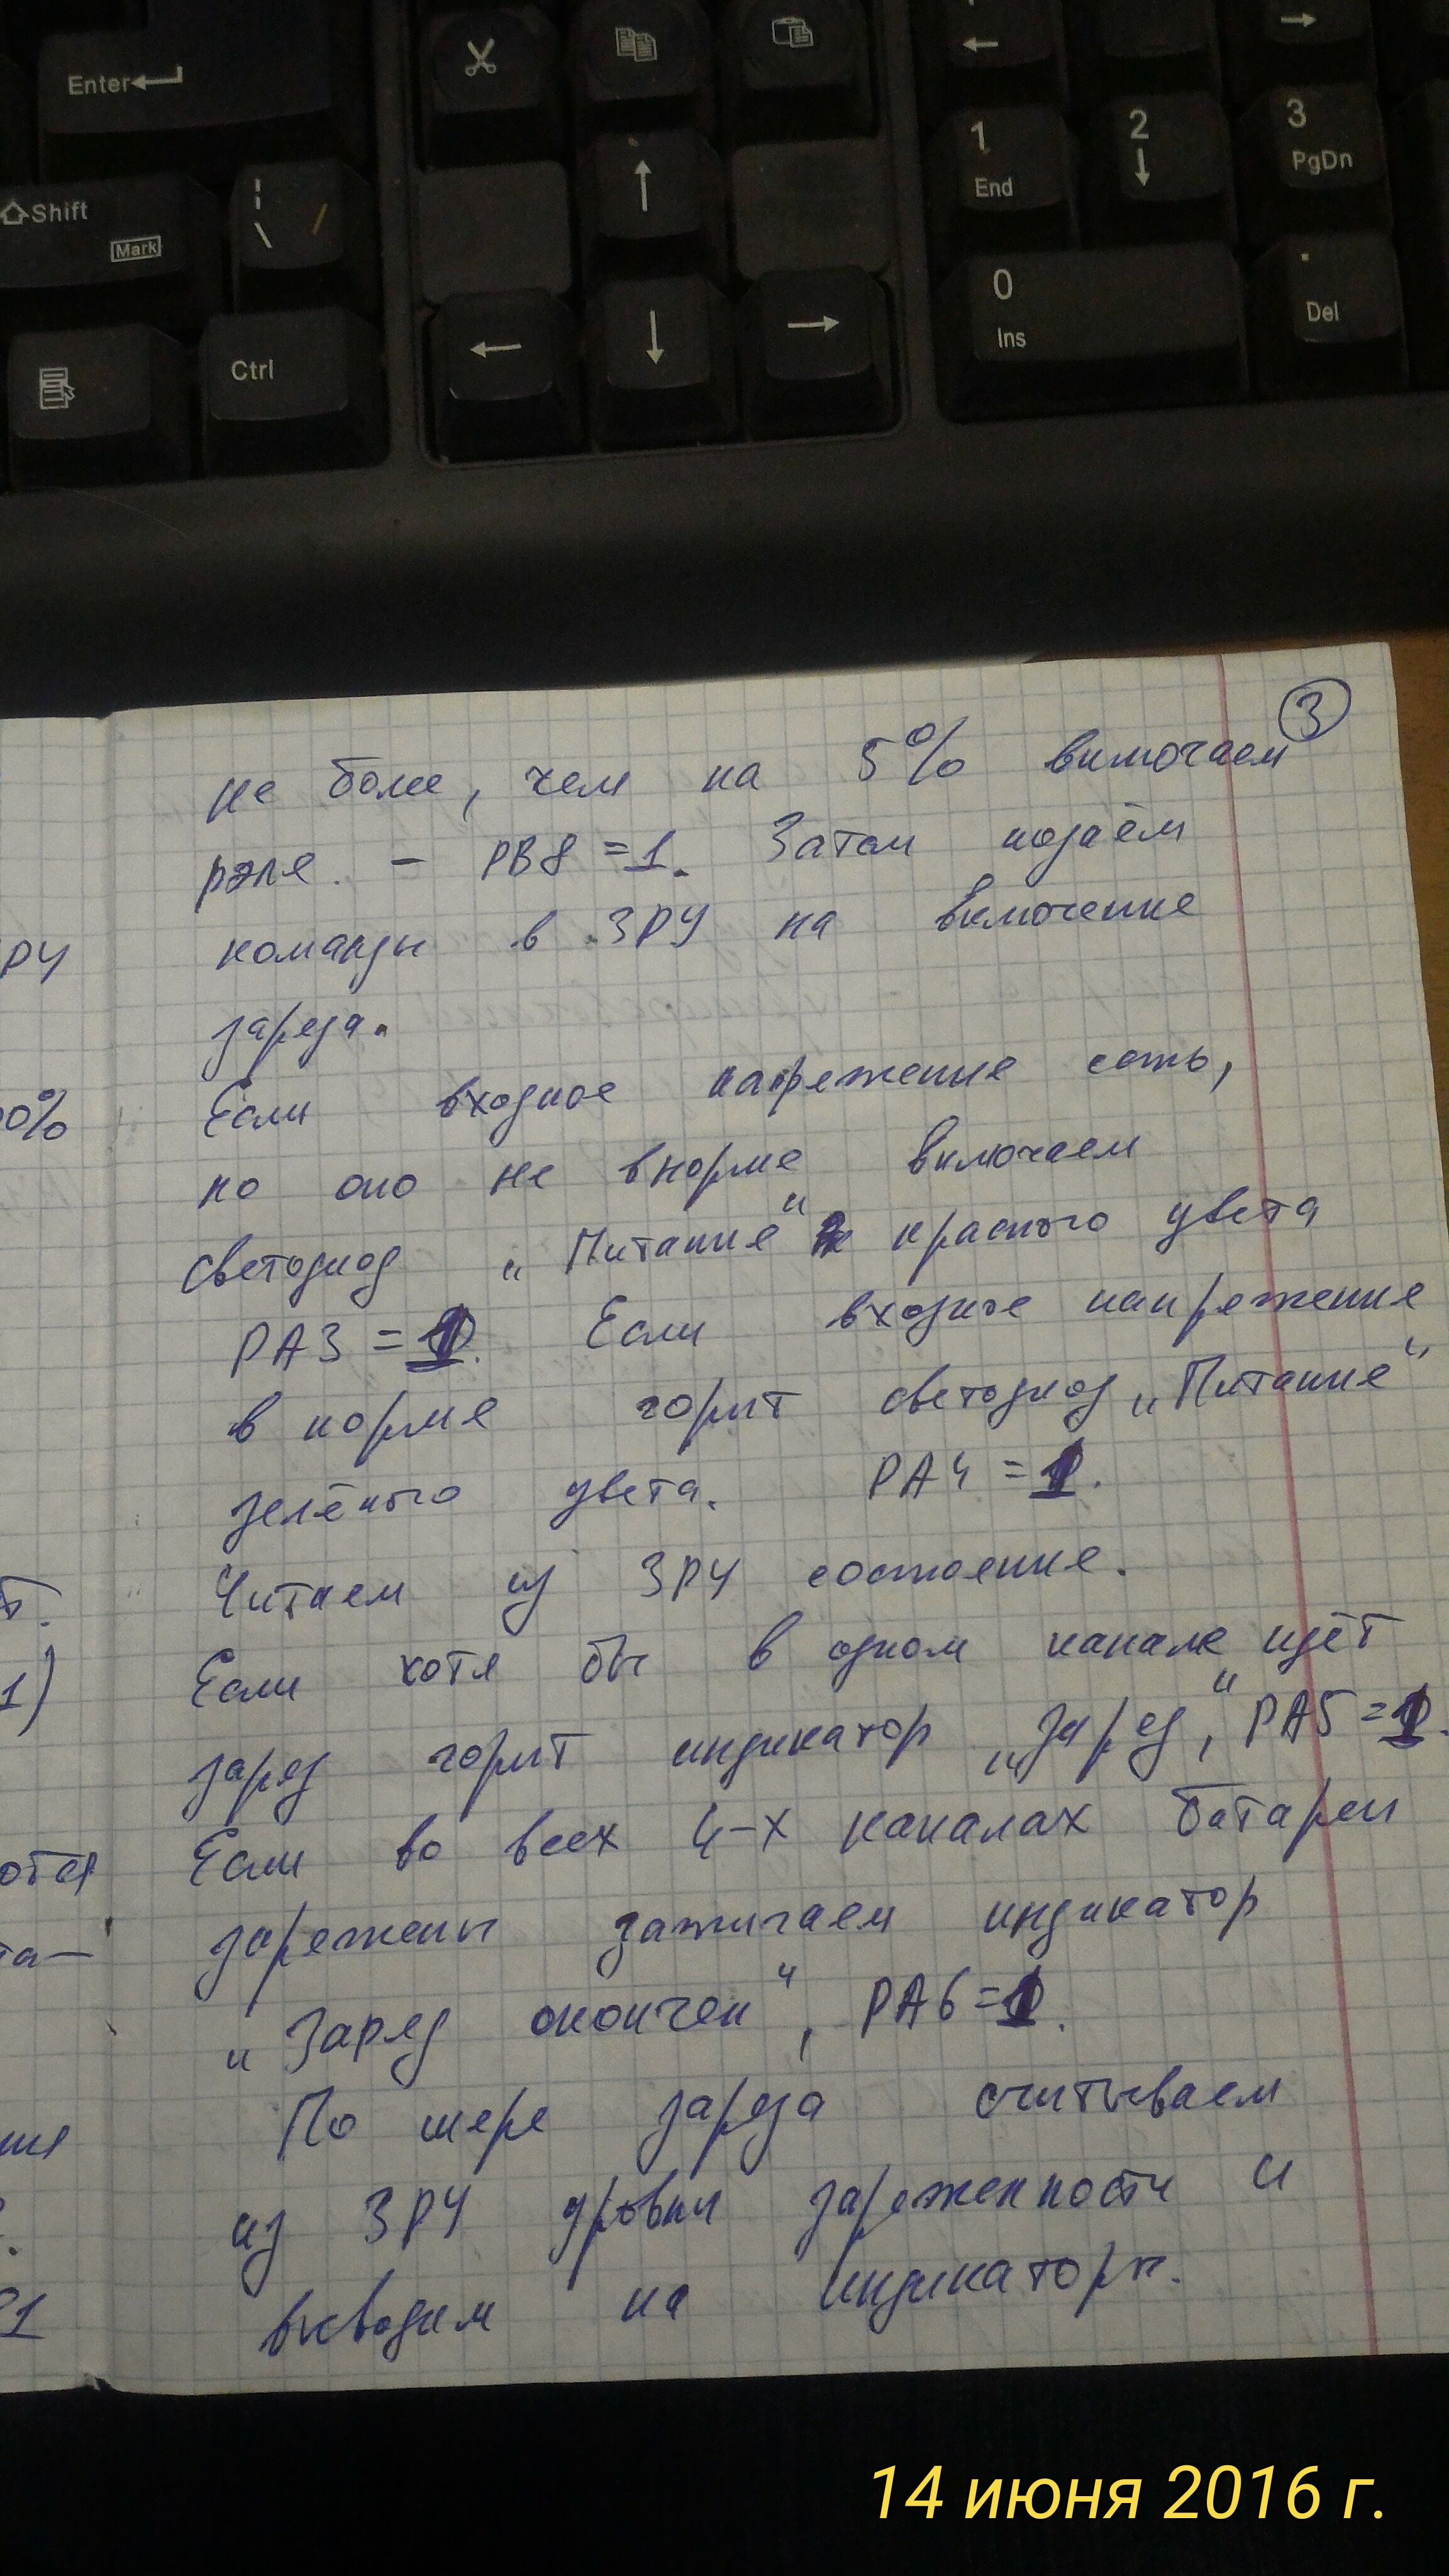 Enter
Shift
Mark
Ctrl
1
End
2
3
PgDn
0
Ins
.
Del
3
не более, чем на 5% включаем
рэле. – PB8 = 1. Затем подаём
команды в ЗРУ на включение
заряда.
Если входное напряжение есть,
но оно не в норме включаем
светодиод „Питание“ красного цвета
PA3 = 1. Если входное напряжение
в норме горит светодиод „Питание“
зелёного цвета. PA4 = 1.
Читаем из ЗРУ состояние.
Если хотя бы в одном канале идёт
заряд горит индикатор „Заряд“, PA5 = 1.
Если во всех 4-х каналах батареи
заряжены зажигаем индикатор
„Заряд окончен“, PA6 = 1.
По мере заряда считываем
из ЗРУ уровни заряженности и
выводим на индикаторы.
РУ
0%
т.
1)
та–
1
14 июня 2016 г.